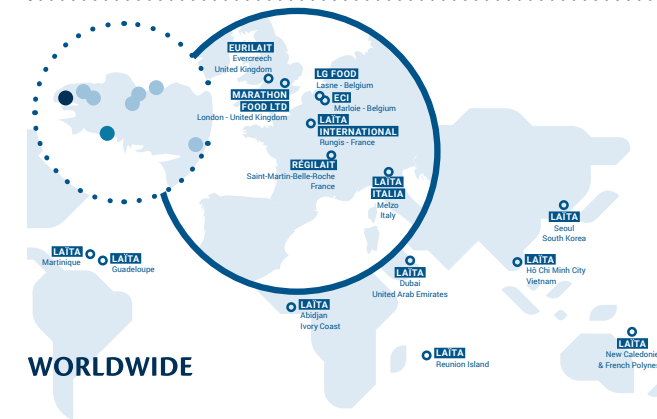 EURILAIT
Evercreech
United Kingdom
MARATHON
FOOD LTD
London - United Kingdom
LG FOOD
Lasne - Belgium
ECI
Marloie - Belgium
LAÏTA
INTERNATIONAL
Rungis - France
RÉGILAIT
Saint-Martin-Belle-Roche
France
LAÏTA
ITALIA
Melzo
Italy
LAÏTA
Seoul
South Korea
LAÏTA
Martinique
LAÏTA
Guadeloupe
LAÏTA
Dubai
United Arab Emirates
LAÏTA
Hô Chi Minh City
Vietnam
LAÏTA
Abidjan
Ivory Coast
LAÏTA
New Caledonie
& French Polyne
LAÏTA
Reunion Island
WORLDWIDE